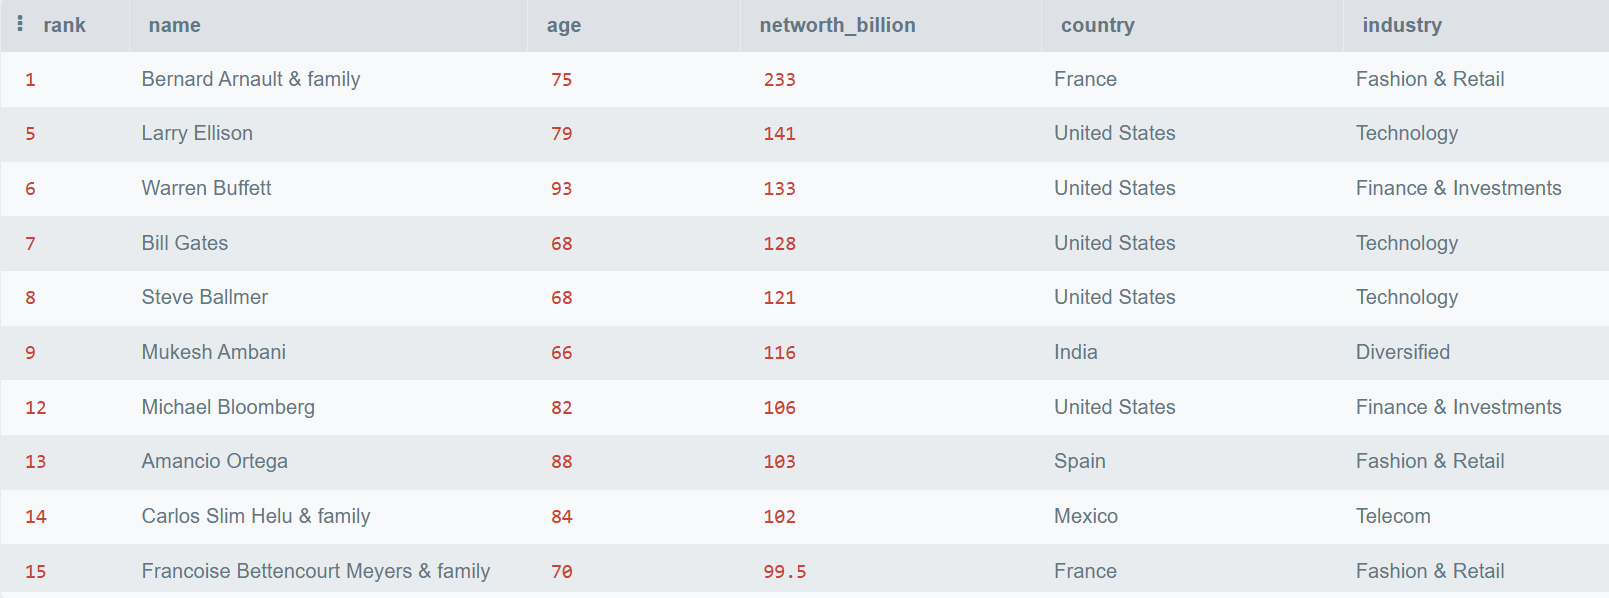 rank name age networth_billion country industry
1 Bernard Arnault & family 75 233 France Fashion & Retail
5 Larry Ellison 79 141 United States Technology
6 Warren Buffett 93 133 United States Finance & Investments
7 Bill Gates 68 128 United States Technology
8 Steve Ballmer 68 121 United States Technology
9 Mukesh Ambani 66 116 India Diversified
12 Michael Bloomberg 82 106 United States Finance & Investments
13 Amancio Ortega 88 103 Spain Fashion & Retail
14 Carlos Slim Helu & family 84 102 Mexico Telecom
15 Francoise Bettencourt Meyers & family 70 99.5 France Fashion & Retail